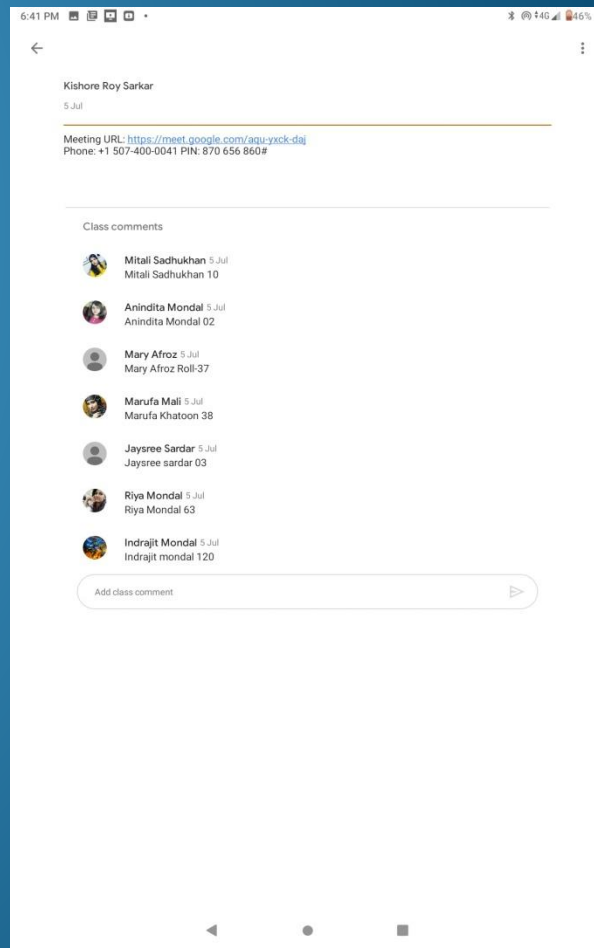 6:41 PM
4G 46%
Kishore Roy Sarkar
5 Jul
Meeting URL: https://meet.google.com/aqu-yxck-daj
Phone: +1 507-400-0041 PIN: 870 656 860#
Class comments
Mitali Sadhukhan 5 Jul
Mitali Sadhukhan 10
Anindita Mondal 5 Jul
Anindita Mondal 02
Mary Afroz 5 Jul
Mary Afroz Roll-37
Marufa Mali 5 Jul
Marufa Khatoon 38
Jaysree Sardar 5 Jul
Jaysree sardar 03
Riya Mondal 5 Jul
Riya Mondal 63
Indrajit Mondal 5 Jul
Indrajit mondal 120
Add class comment